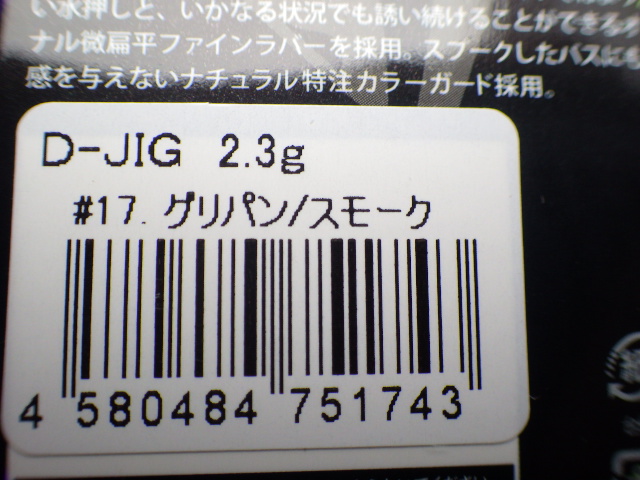 い水押しと、いかなる状況でも誘い続けることができる
ナル微扁平ファインラバーを採用。スプークしたバスにも
感を与えないナチュラル特注カラーガード採用。
D-JIG 2.3g
#17. グリパン/スモーク
4 580484 751743